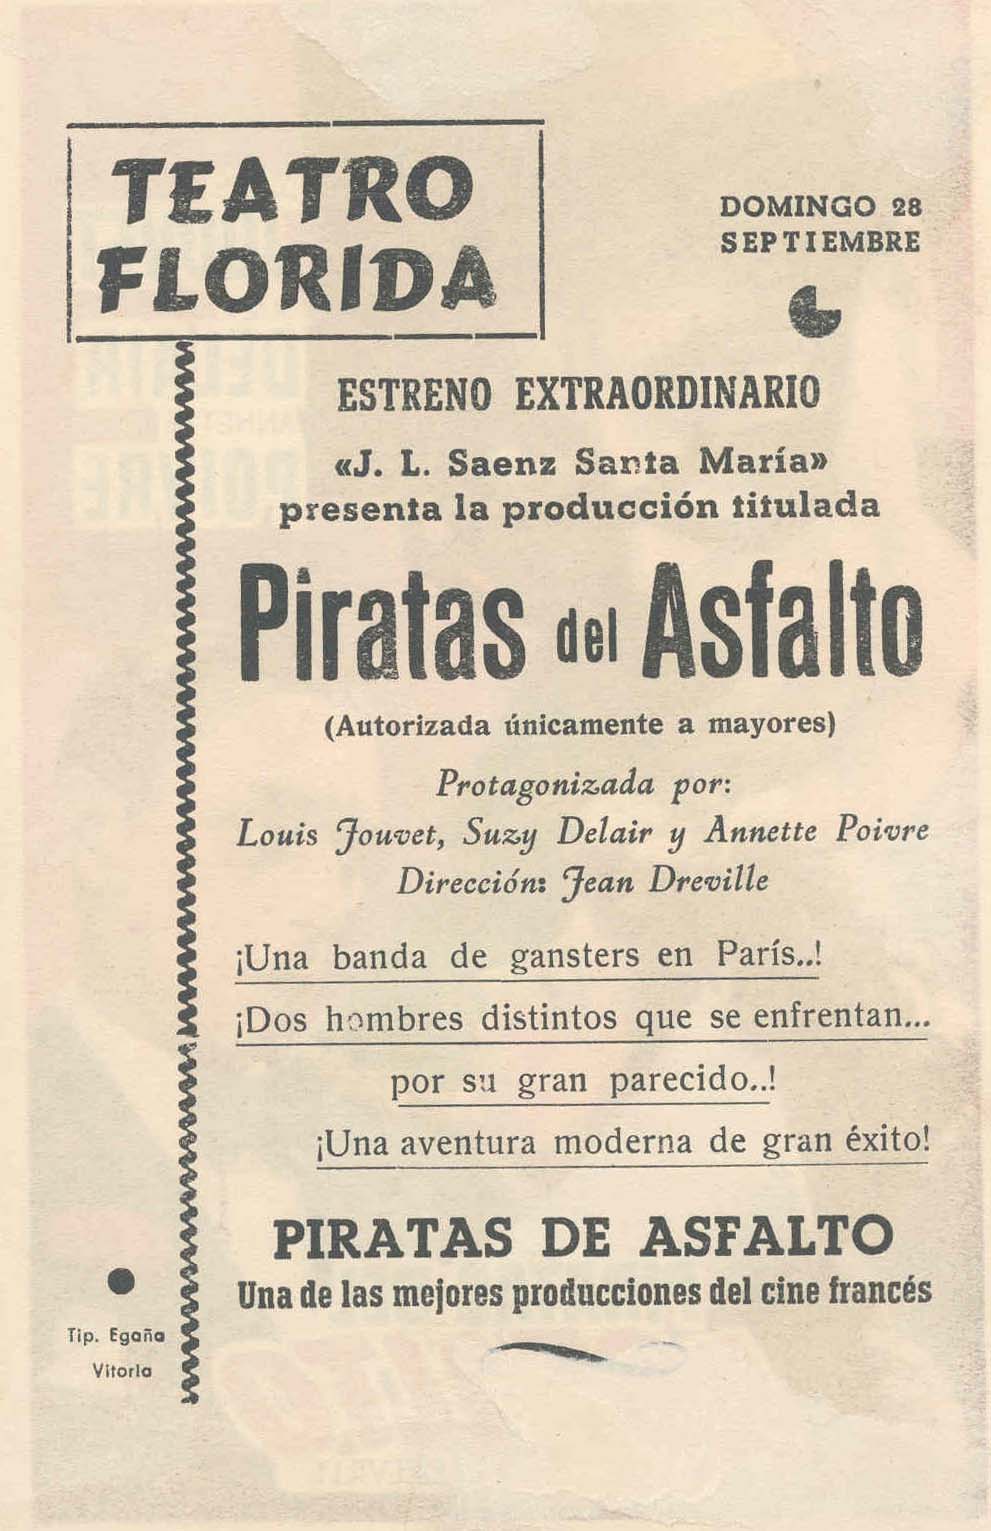 TEATRO
FLORIDA
DOMINGO 28
SEPTIEMBRE
ESTRENO EXTRAORDINARIO
«J. L. Saenz Santa María»
presenta la producción titulada
Piratas del Asfalto
(Autorizada únicamente a mayores)
Protagonizada por:
Louis Jouvet, Suzy Delair y Annette Poivre
Dirección: Jean Dreville
¡Una banda de gansters en París..!
¡Dos hombres distintos que se enfrentan...
por su gran parecido..!
¡Una aventura moderna de gran éxito!
PIRATAS DE ASFALTO
Una de las mejores producciones del cine francés
Tip. Egaña
Vitoria